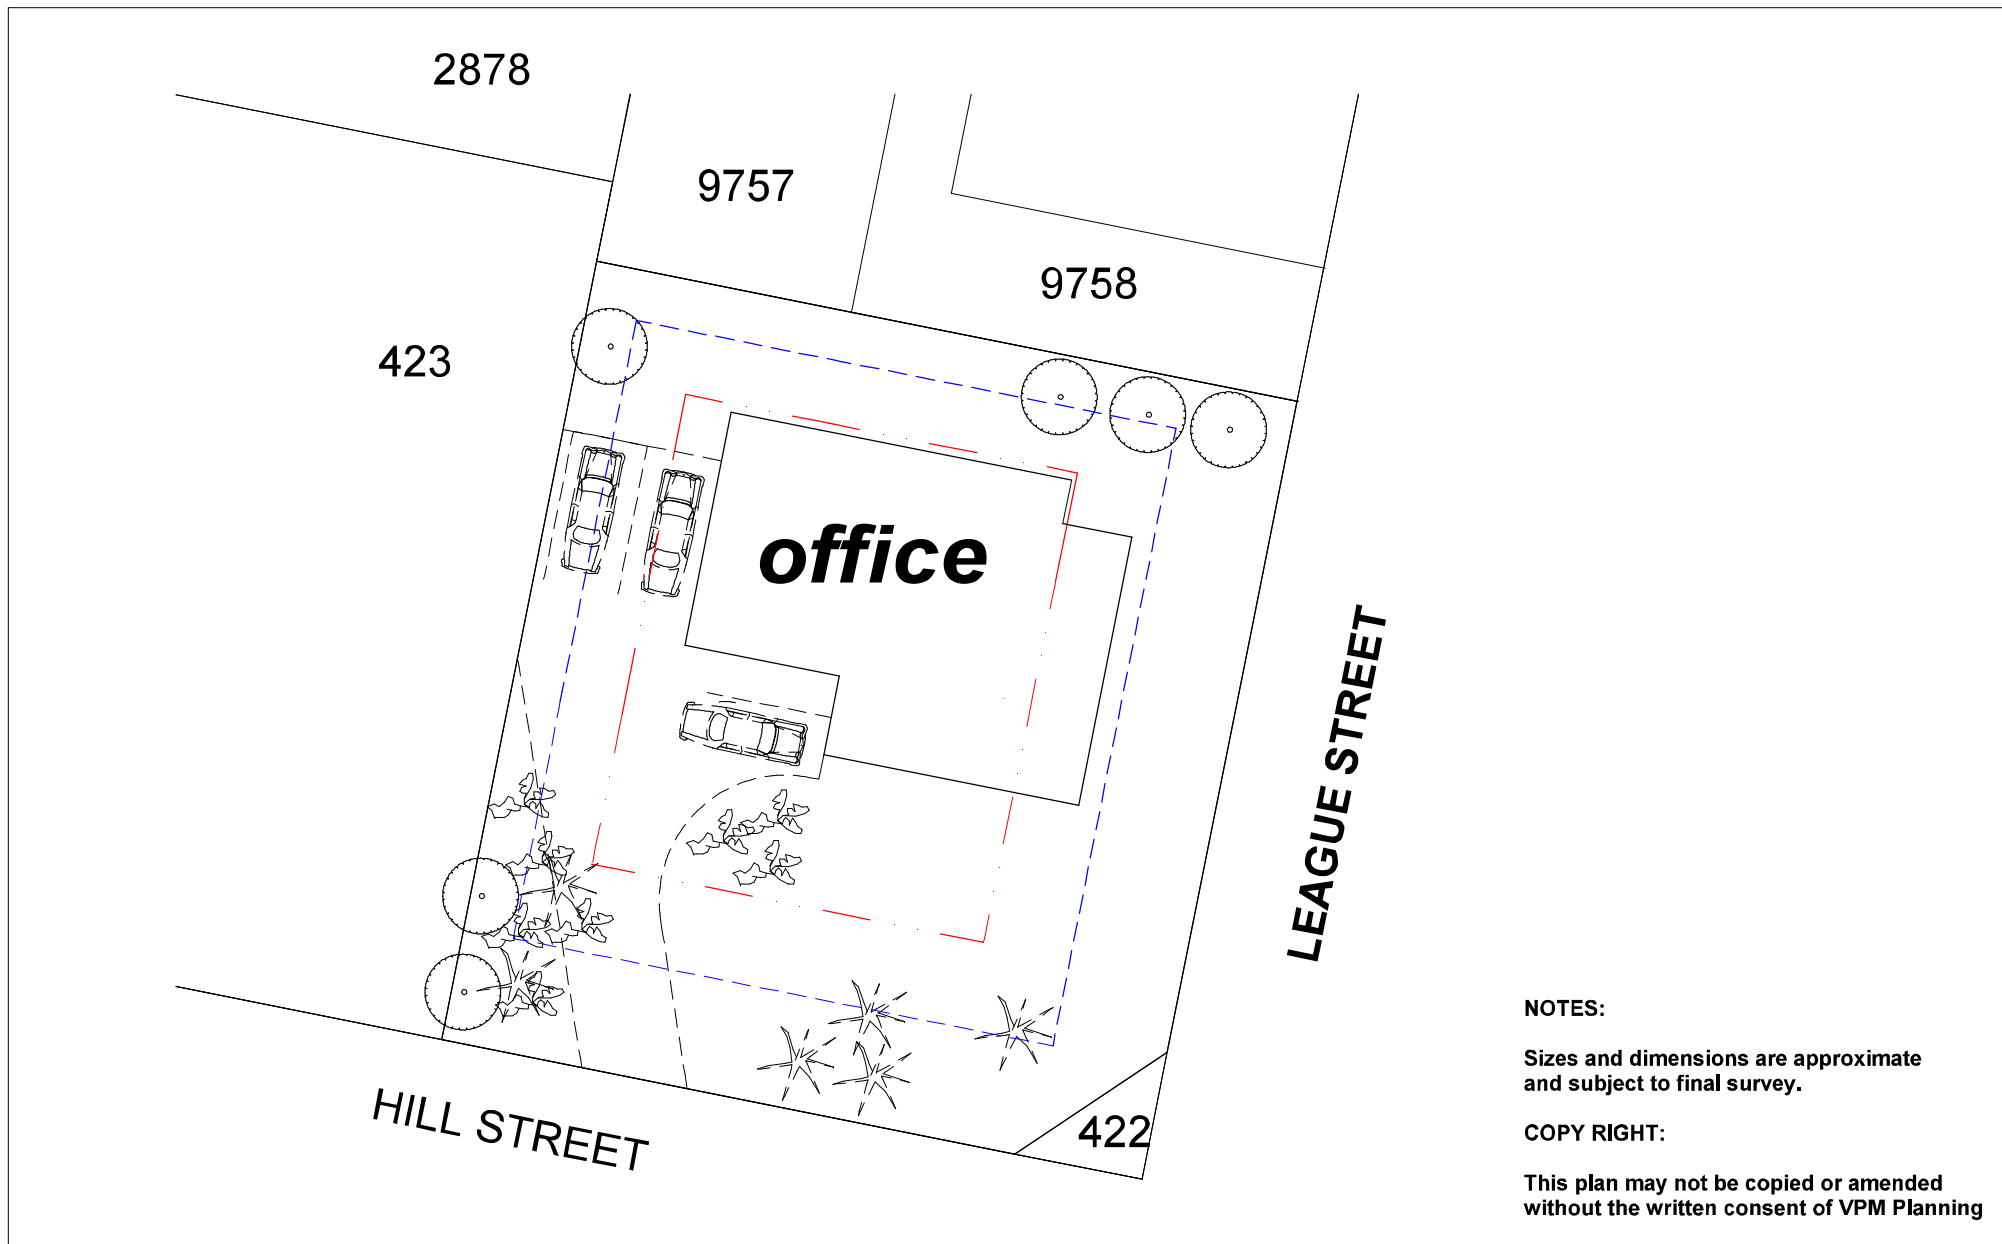 2878
9757
9758
423
office
LEAGUE STREET
HILL STREET
422
NOTES:
Sizes and dimensions are approximate
and subject to final survey.
COPY RIGHT:
This plan may not be copied or amended
without the written consent of VPM Planning